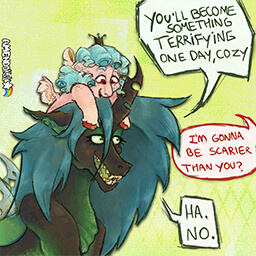 YOU'LL BECOME
SOMETHING
TERRIFYING
ONE DAY, COZY
I'M GONNA
BE SCARIER
THAN YOU?
HA.
NO.